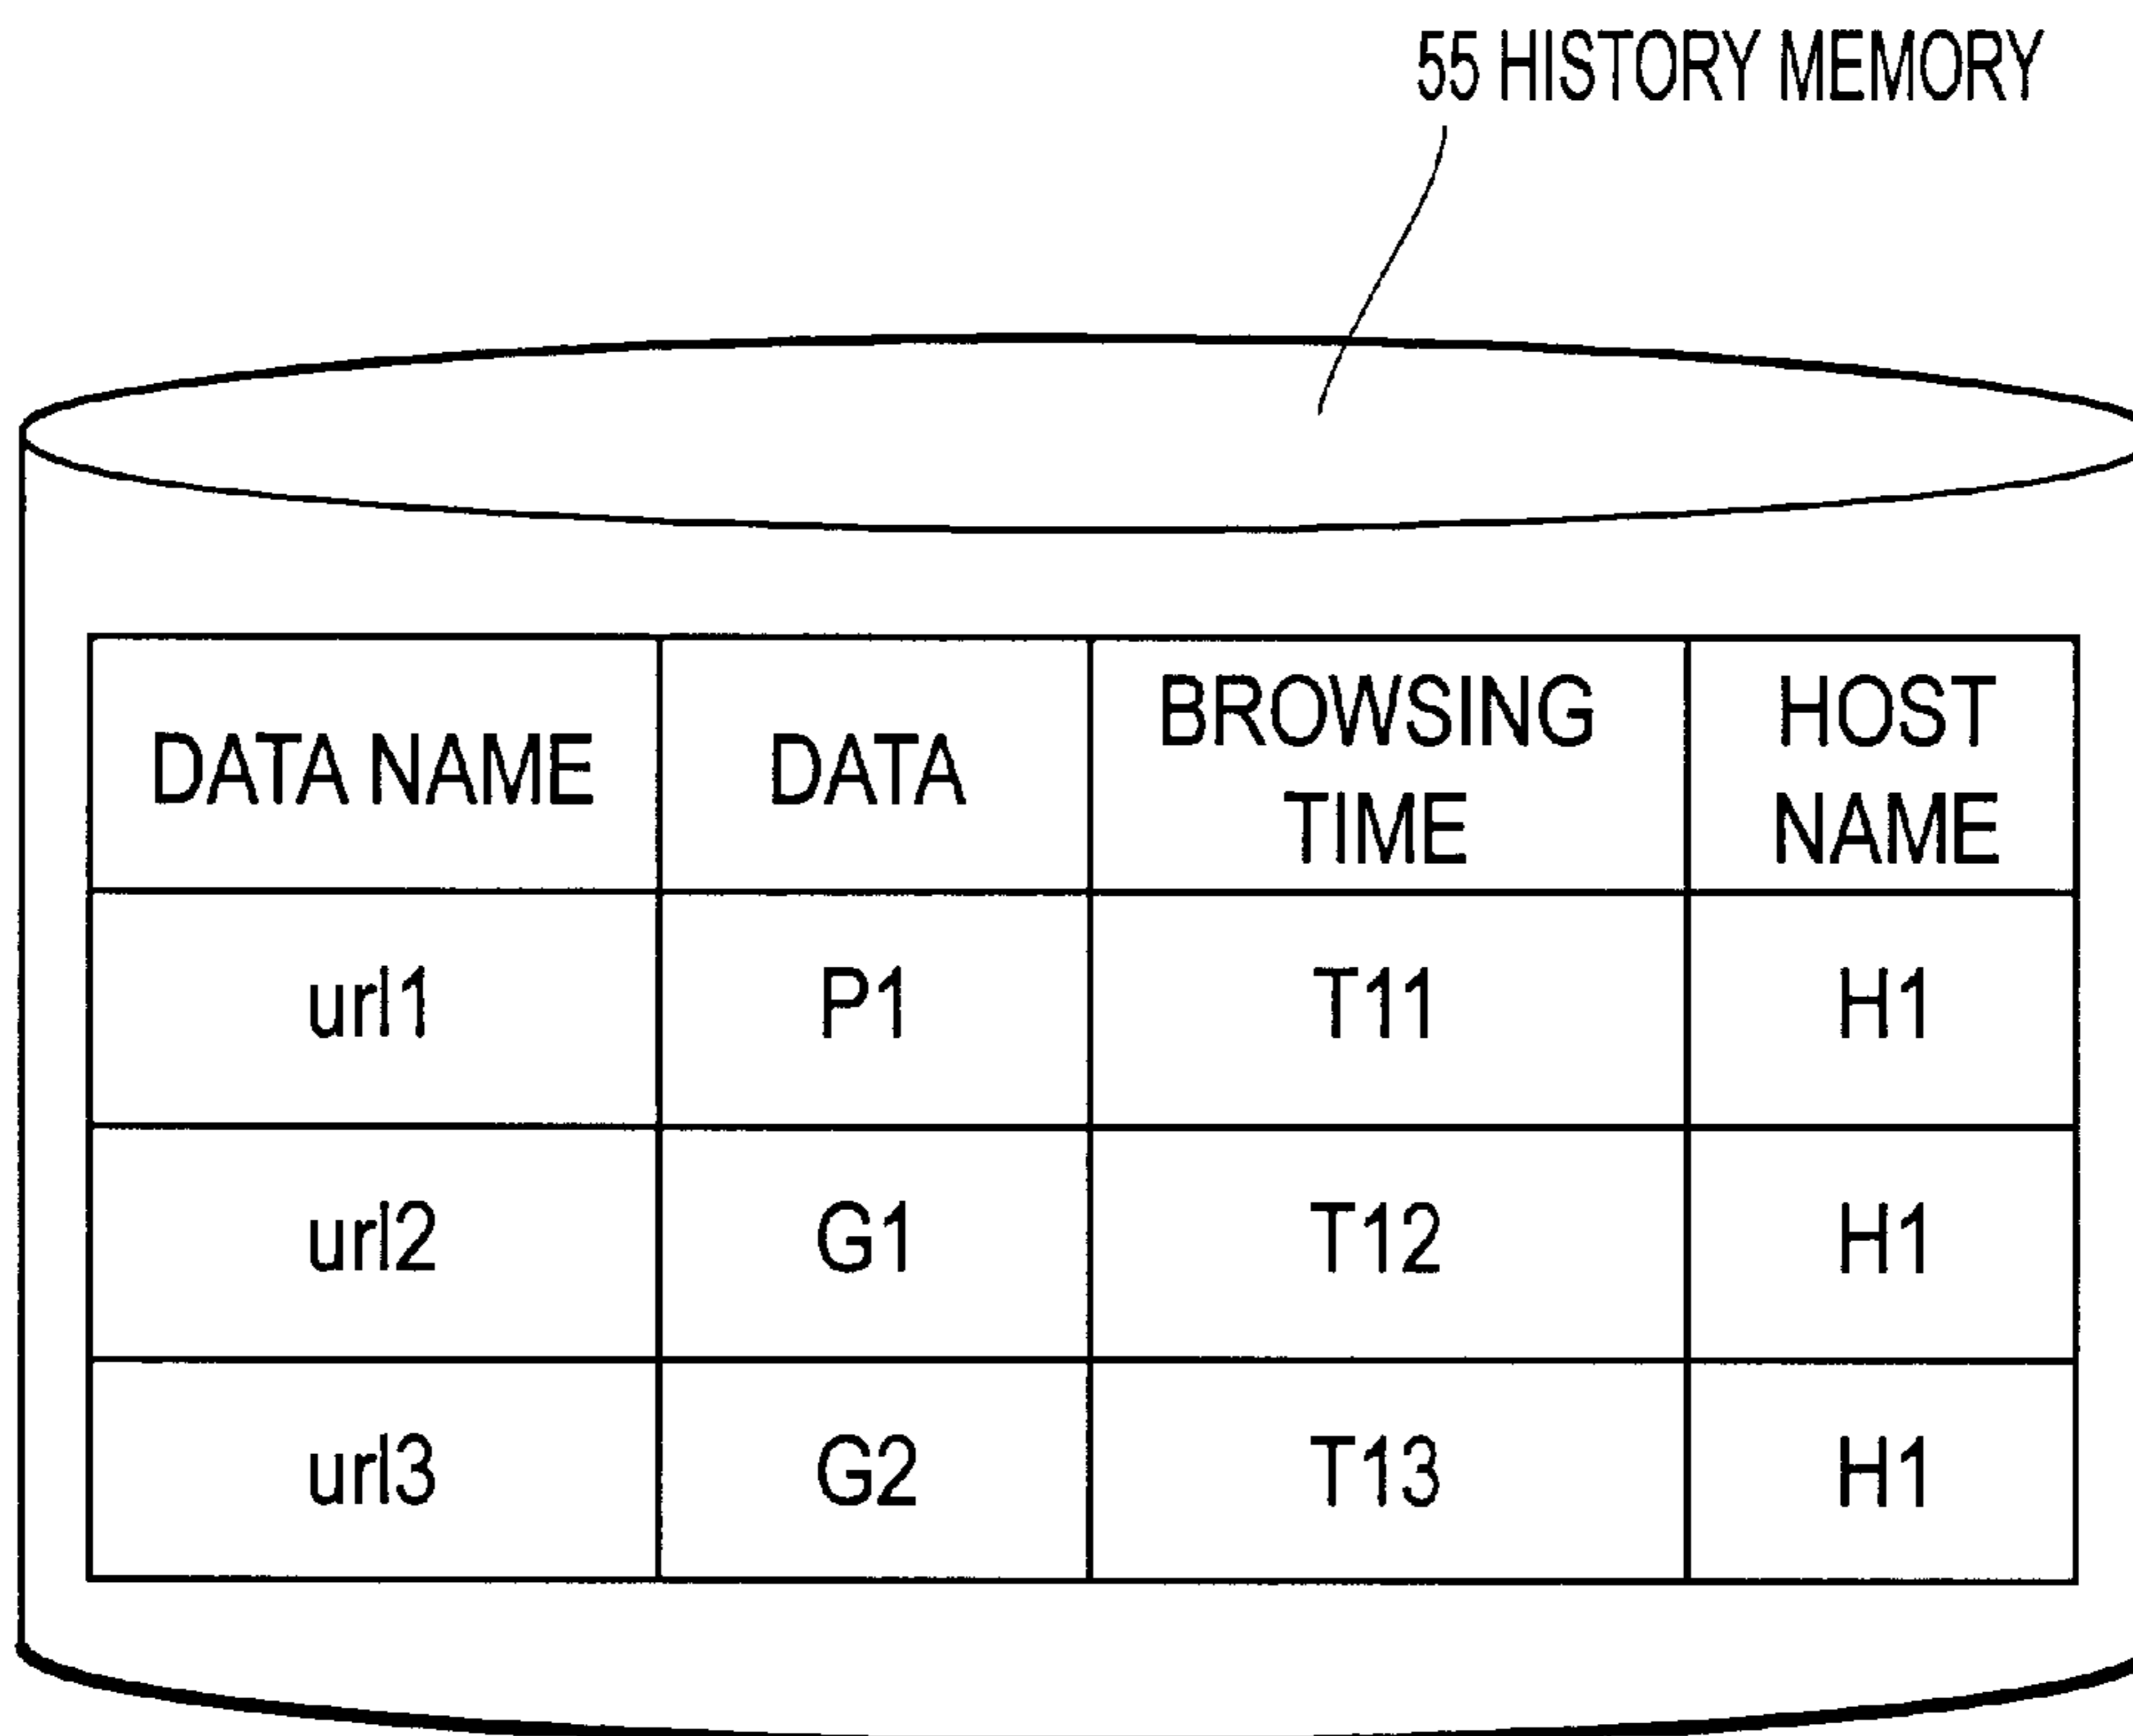 55 HISTORY MEMORY
DATA NAME DATA BROWSING TIME HOST NAME
url1 P1 T11 H1
url2 G1 T12 H1
url3 G2 T13 H1